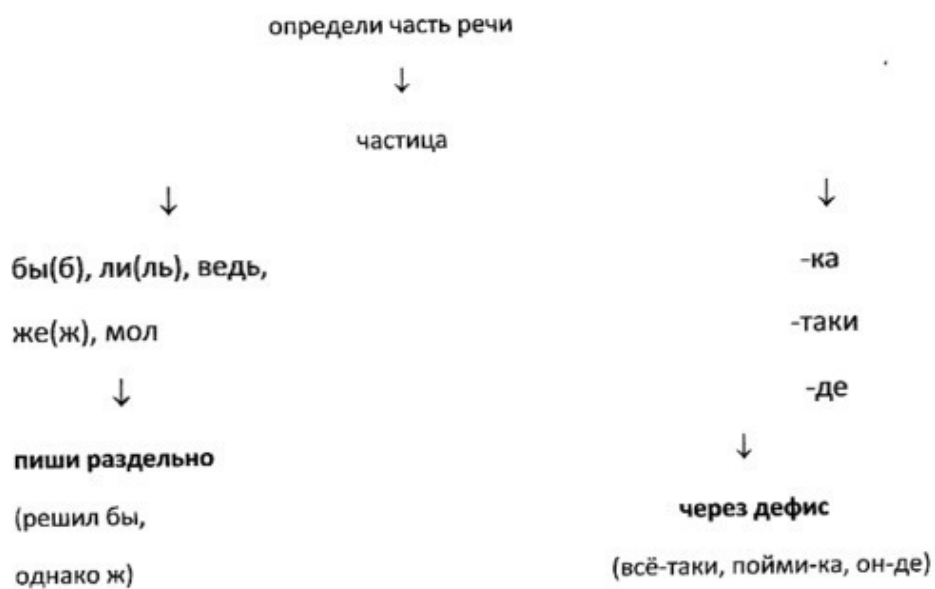 определи часть речи
↓
частица
↓ ↓
бы(б), ли(ль), ведь,
же(ж), мол
↓
пиши раздельно
(решил бы,
однако ж)
-ка
-таки
-де
↓
через дефис
(всё-таки, пойми-ка, он-де)